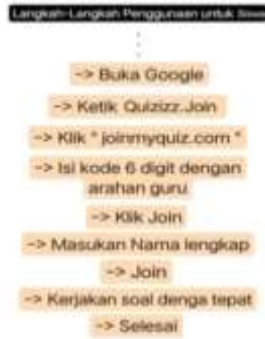 Langkah-Langkah Penggunaan untuk Siswa
-> Buka Google
-> Ketik Quizizz.Join
-> Klik " joinmyquiz.com "
-> Isi kode 6 digit dengan
arahan guru
-> Klik Join
-> Masukan Nama lengkap
-> Join
-> Kerjakan soal denga tepat
-> Selesai